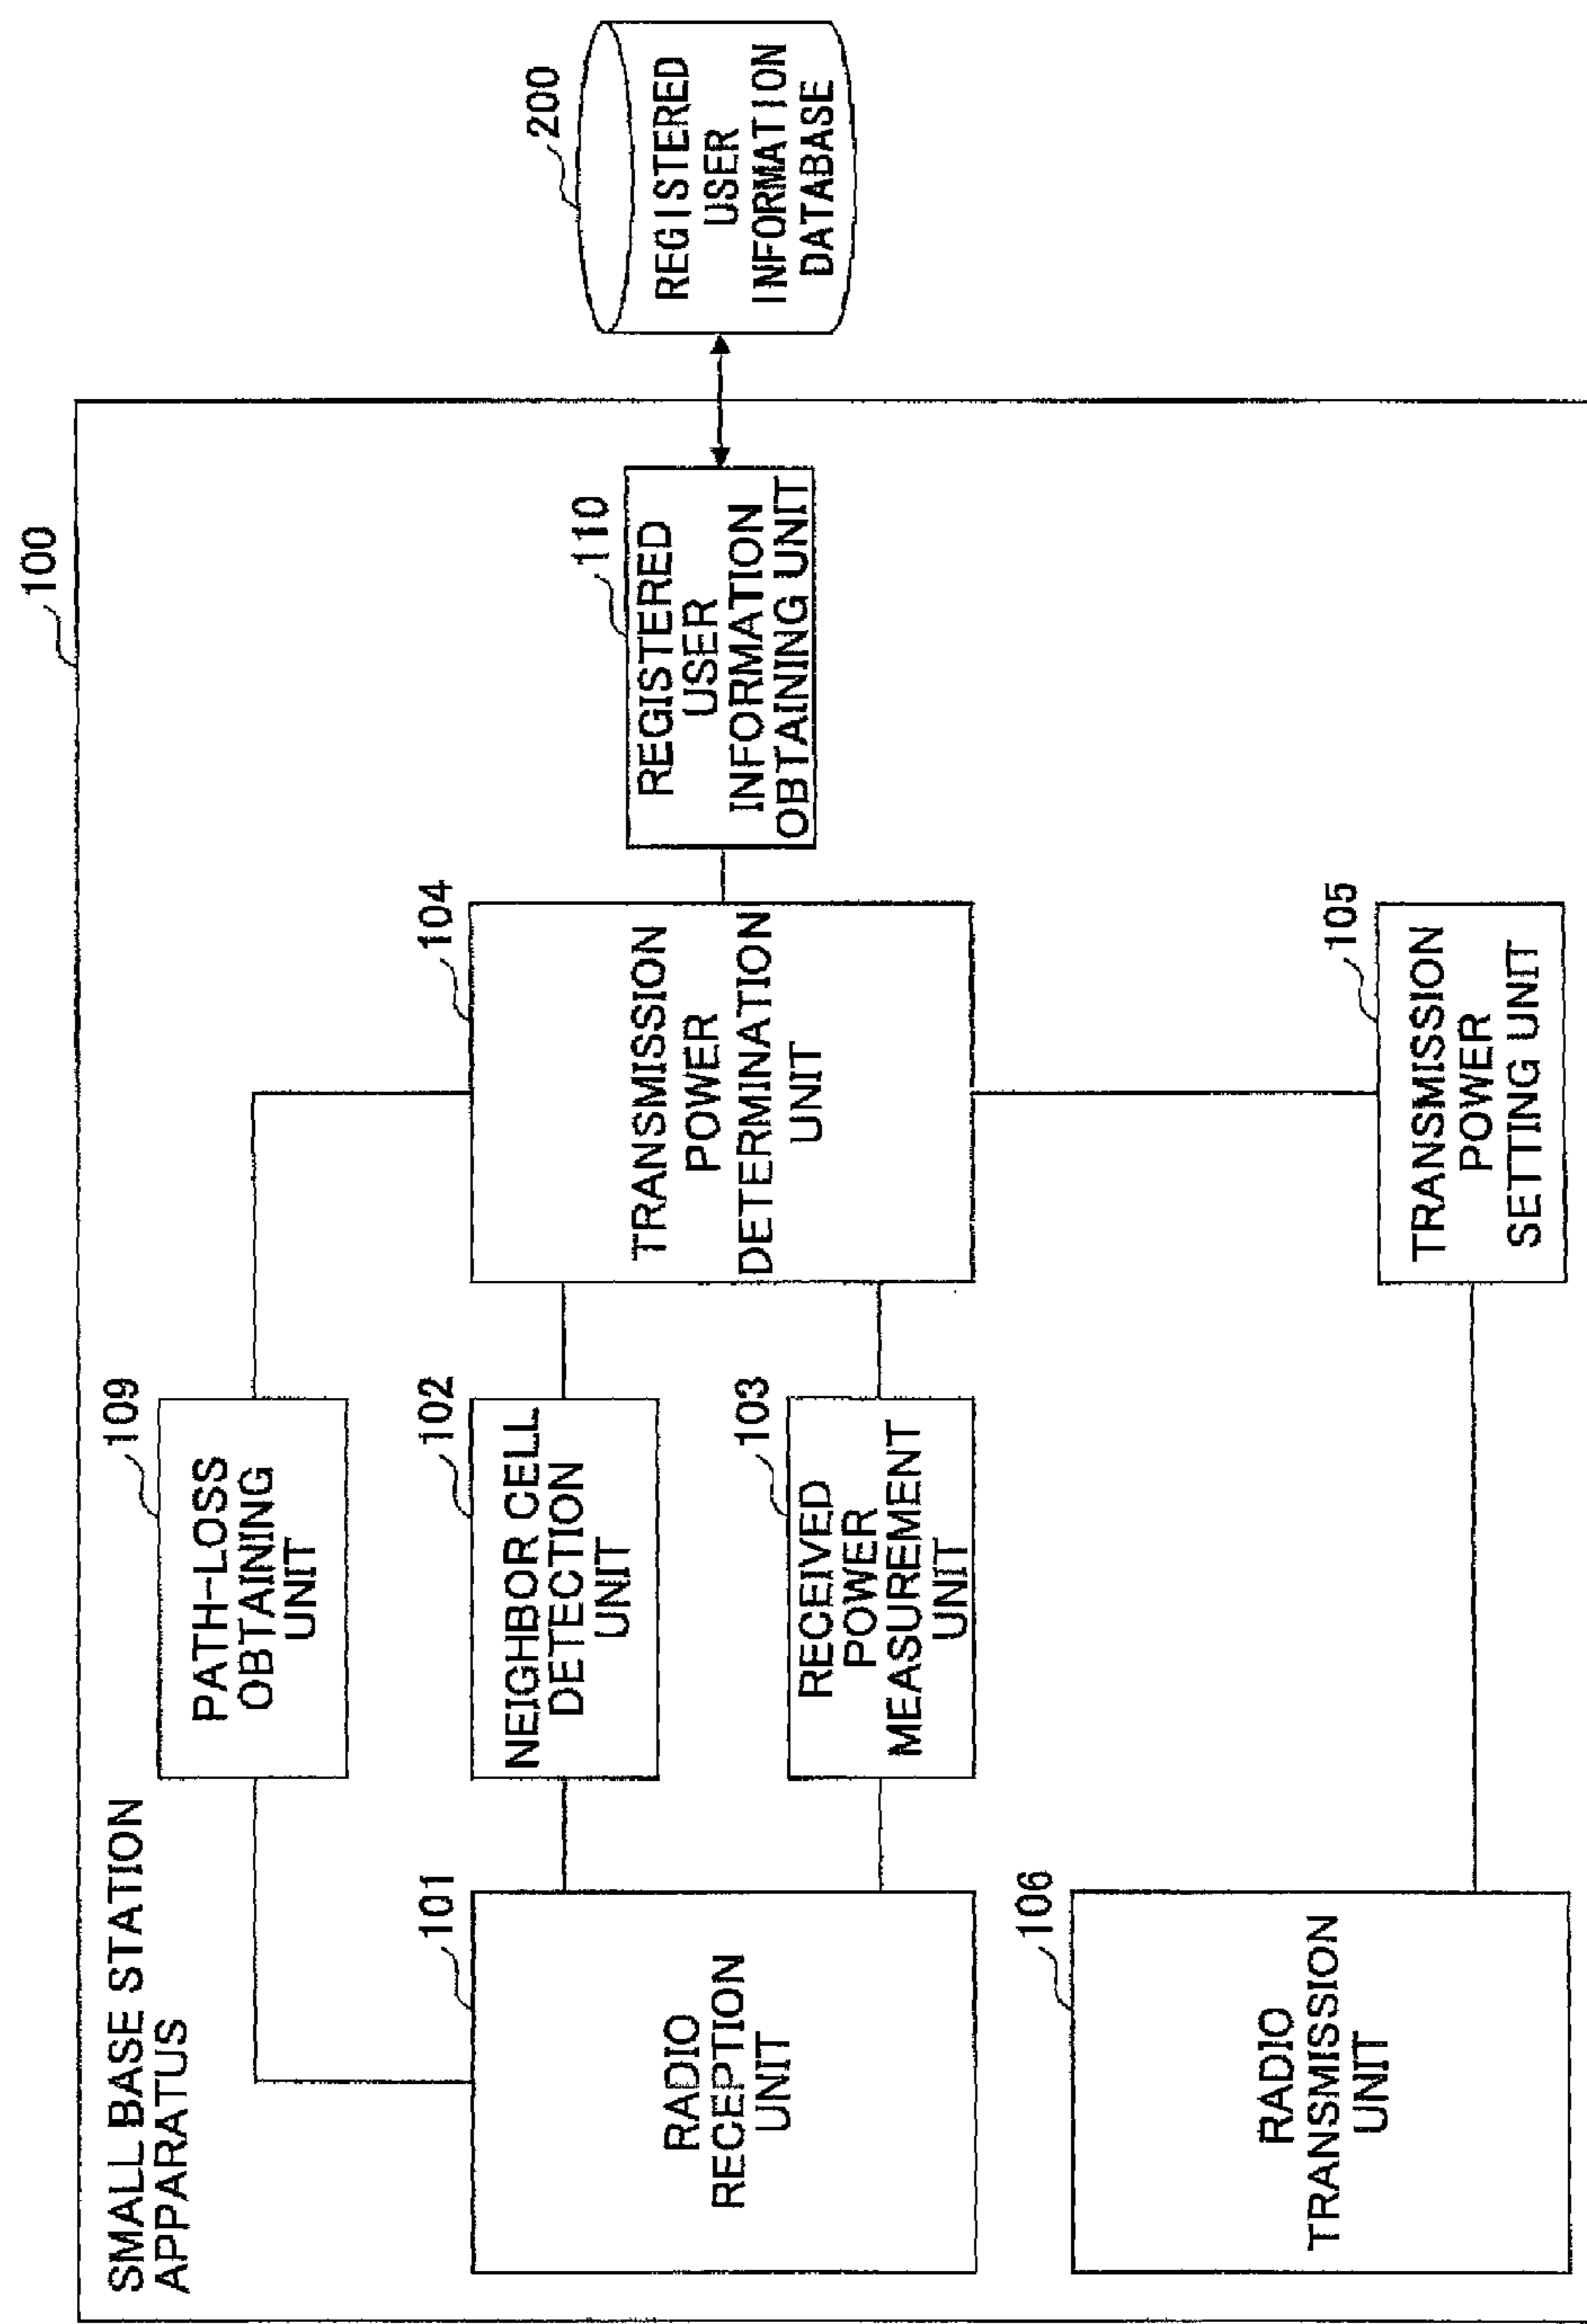 100
SMALL BASE STATION
APPARATUS
109
PATH-LOSS
OBTAINING
UNIT
101
RADIO
RECEPTION
UNIT
102
NEIGHBOR CELL
DETECTION
UNIT
103
RECEIVED
POWER
MEASUREMENT
UNIT
104
TRANSMISSION
POWER
DETERMINATION
UNIT
110
REGISTERED
USER
INFORMATION
OBTAINING UNIT
200
REGISTERED
USER
INFORMATION
DATABASE
106
RADIO
TRANSMISSION
UNIT
105
TRANSMISSION
POWER
SETTING UNIT